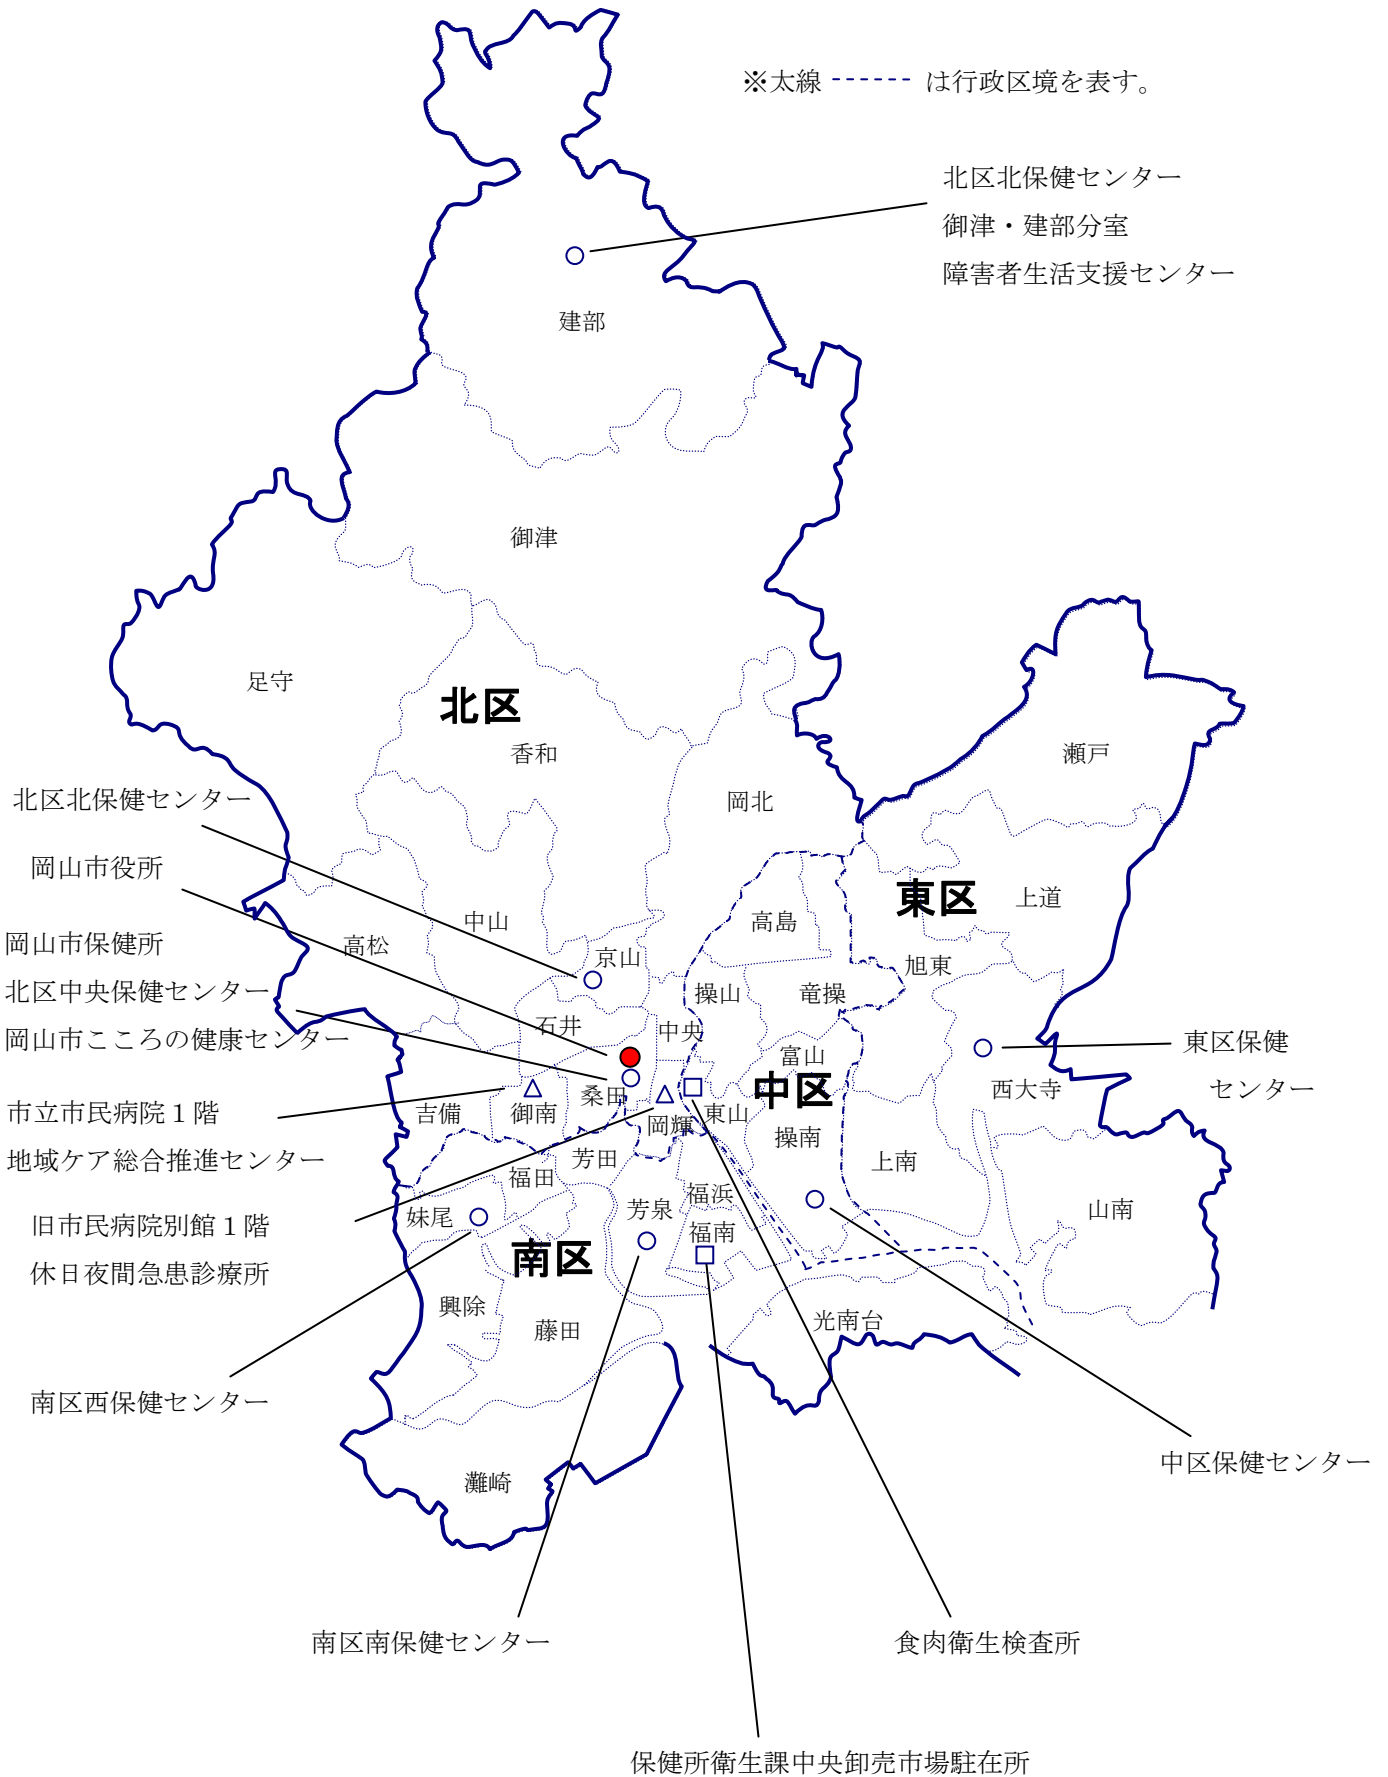 ※太線 ------ は行政区境を表す。
北区北保健センター
御津・建部分室
障害者生活支援センター
建部
御津
足守
北区
香和
瀬戸
北区北保健センター
岡北
岡山市役所
東区
上道
中山
高島
岡山市保健所
高松
京山
旭東
北区中央保健センター
操山
竜操
石井
中央
岡山市こころの健康センター
富山
東区保健
センター
中区
西大寺
桑田
市立市民病院１階
吉備
御南
岡輝
東山
操南
地域ケア総合推進センター
芳田
上南
福田
福浜
旧市民病院別館１階
妹尾
芳泉
福南
山南
休日夜間急患診療所
南区
興除
藤田
光南台
南区西保健センター
中区保健センター
灘崎
南区南保健センター
食肉衛生検査所
保健所衛生課中央卸売市場駐在所